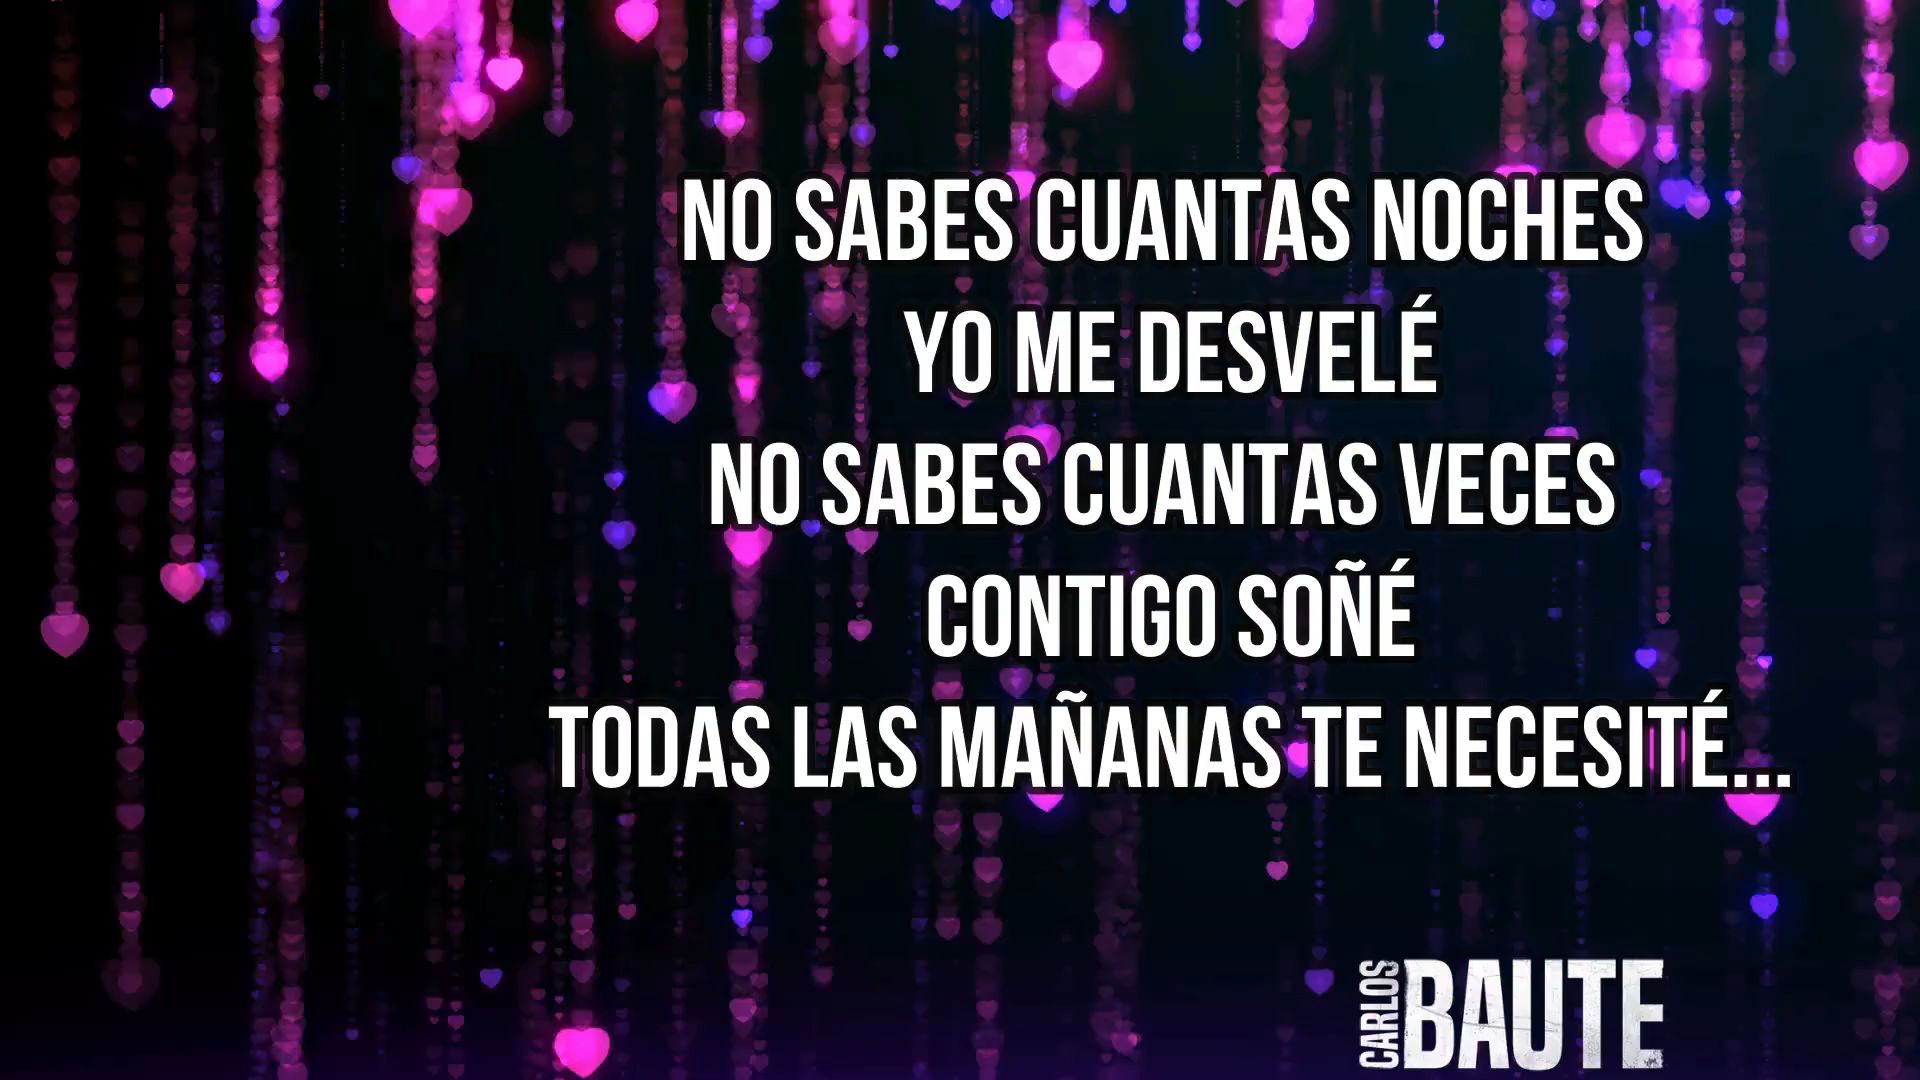 NO SABES CUANTAS NOCHES
YO ME DESVELÉ
NO SABES CUANTAS VECES
CONTIGO SOÑÉ
TODAS LAS MAÑANAS TE NECESITÉ...
CARLOS BAUTE